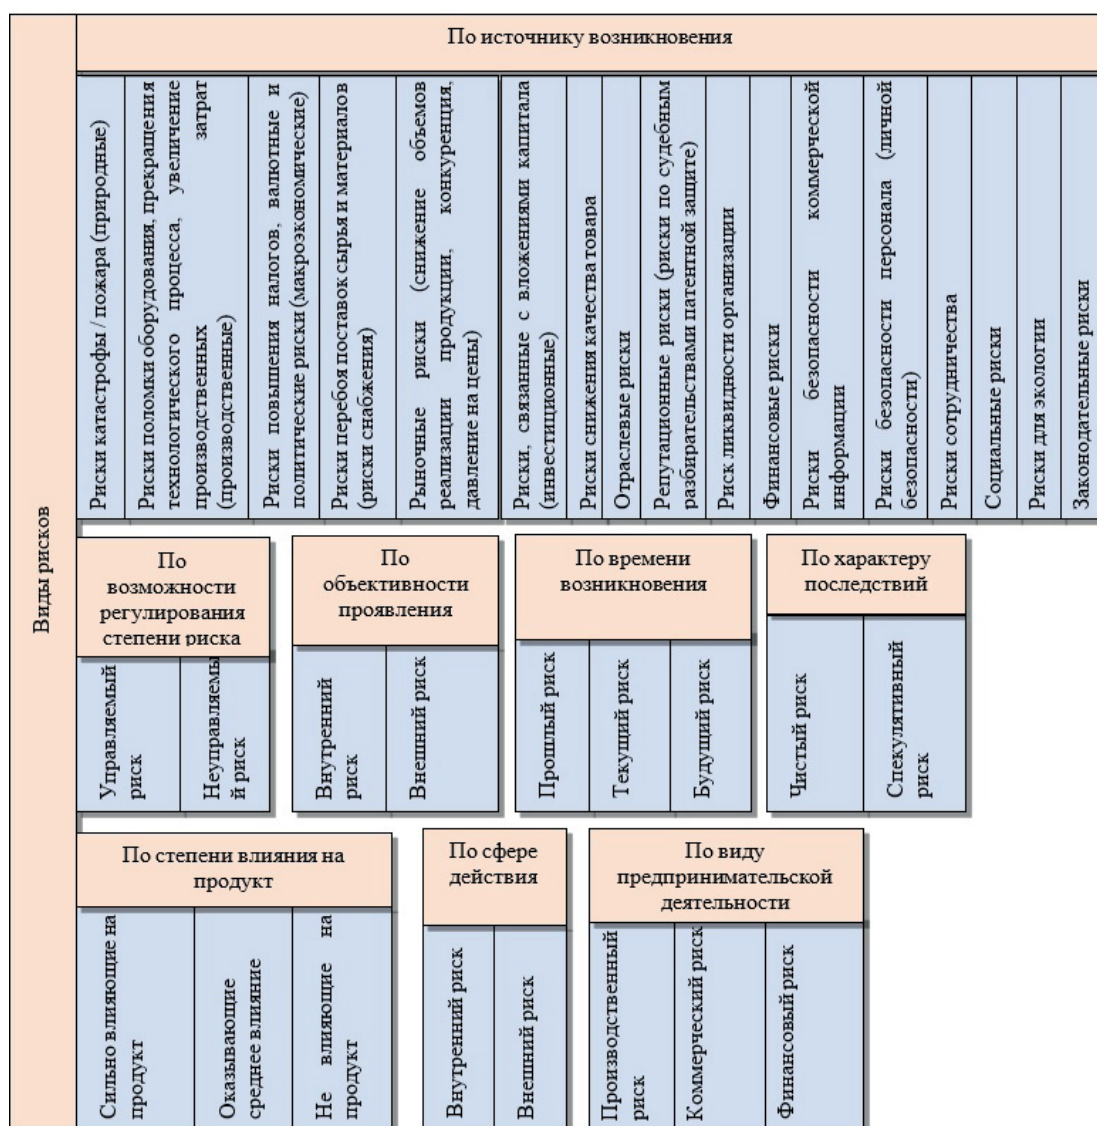 Виды рисков
По источнику возникновения
Риски катастрофы / пожара (природные)
Риски поломки оборудования, прекращения
технологического процесса, увеличение
производственных затрат
(производственные)
Риски повышения налогов, валютные и
политические риски (макроэкономические)
Риски перебоя поставок сырья и материалов
(риски снабжения)
Рыночные риски (снижение объемов
реализации продукции, конкуренция,
давление на цены)
Риски, связанные с вложениями капитала
(инвестиционные)
Риски снижения качества товара
Отраслевые риски
Репутационные риски (риски по судебным
разбирательствами патентной защите)
Риск ликвидности организации
Финансовые риски
Риски безопасности коммерческой
информации
Риски безопасности персонала (личной
безопасности)
Риски сотрудничества
Социальные риски
Риски для экологии
Законодательные риски
По
возможности
регулирования
степени риска
Управляемый
риск
Неуправляемы
й риск
По
объективности
проявления
Внутренний
риск
Внешний риск
По времени
возникновения
Прошлый риск
Текущий риск
Будущий риск
По характеру
последствий
Чистый риск
Спекулятивный
риск
По степени влияния на
продукт
Сильно влияющие на
продукт
Оказывающие
среднее влияние
Не влияющие на
продукт
По сфере
действия
Внутренний риск
Внешний риск
По виду
предпринимательской
деятельности
Производственный
риск
Коммерческий риск
Финансовый риск